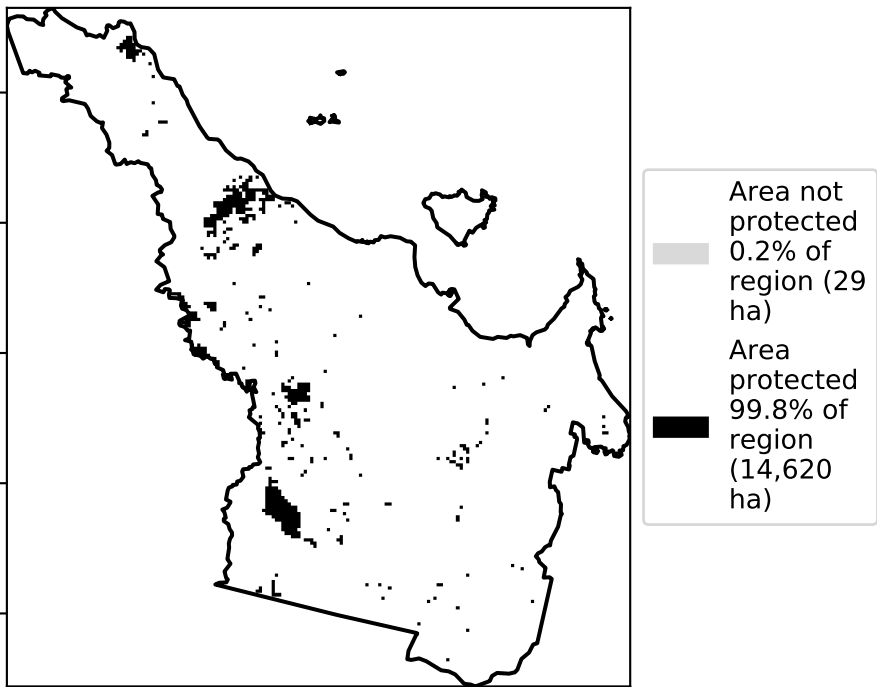 Area not
protected
0.2% of
region (29
ha)
Area
protected
99.8% of
region
(14,620
ha)